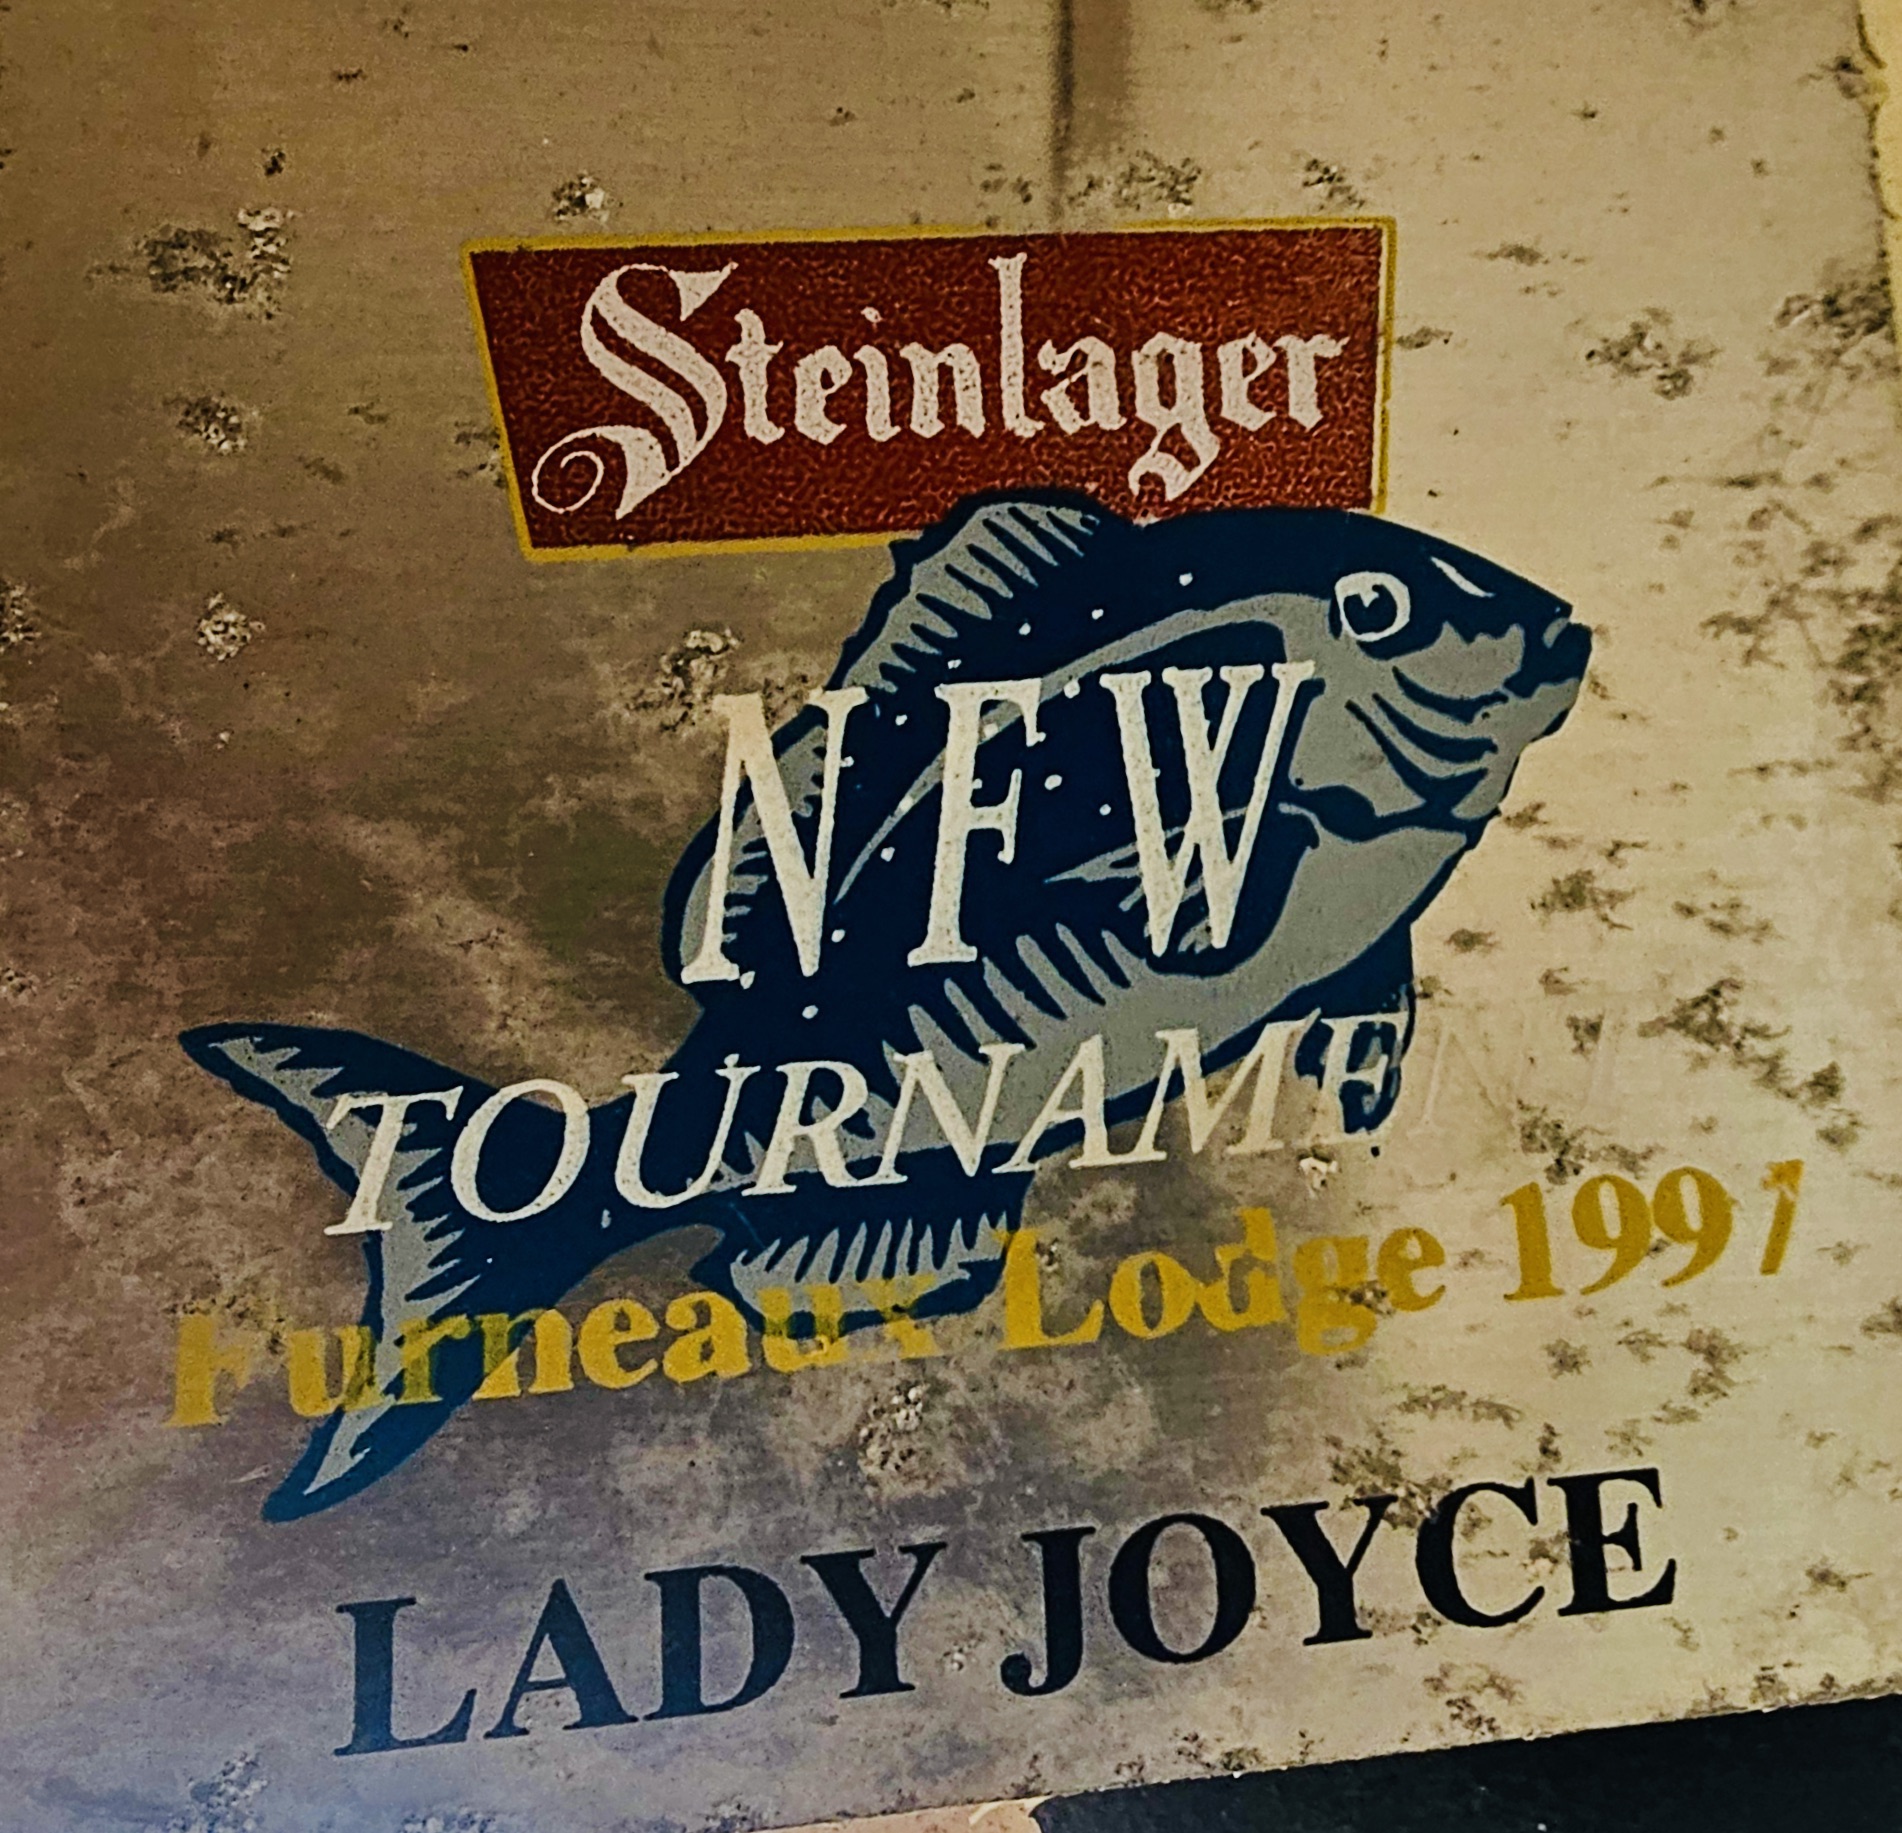 Steinlager
NFW
TOURNAMENT
Furneaux Lodge 1991
LADY JOYCE